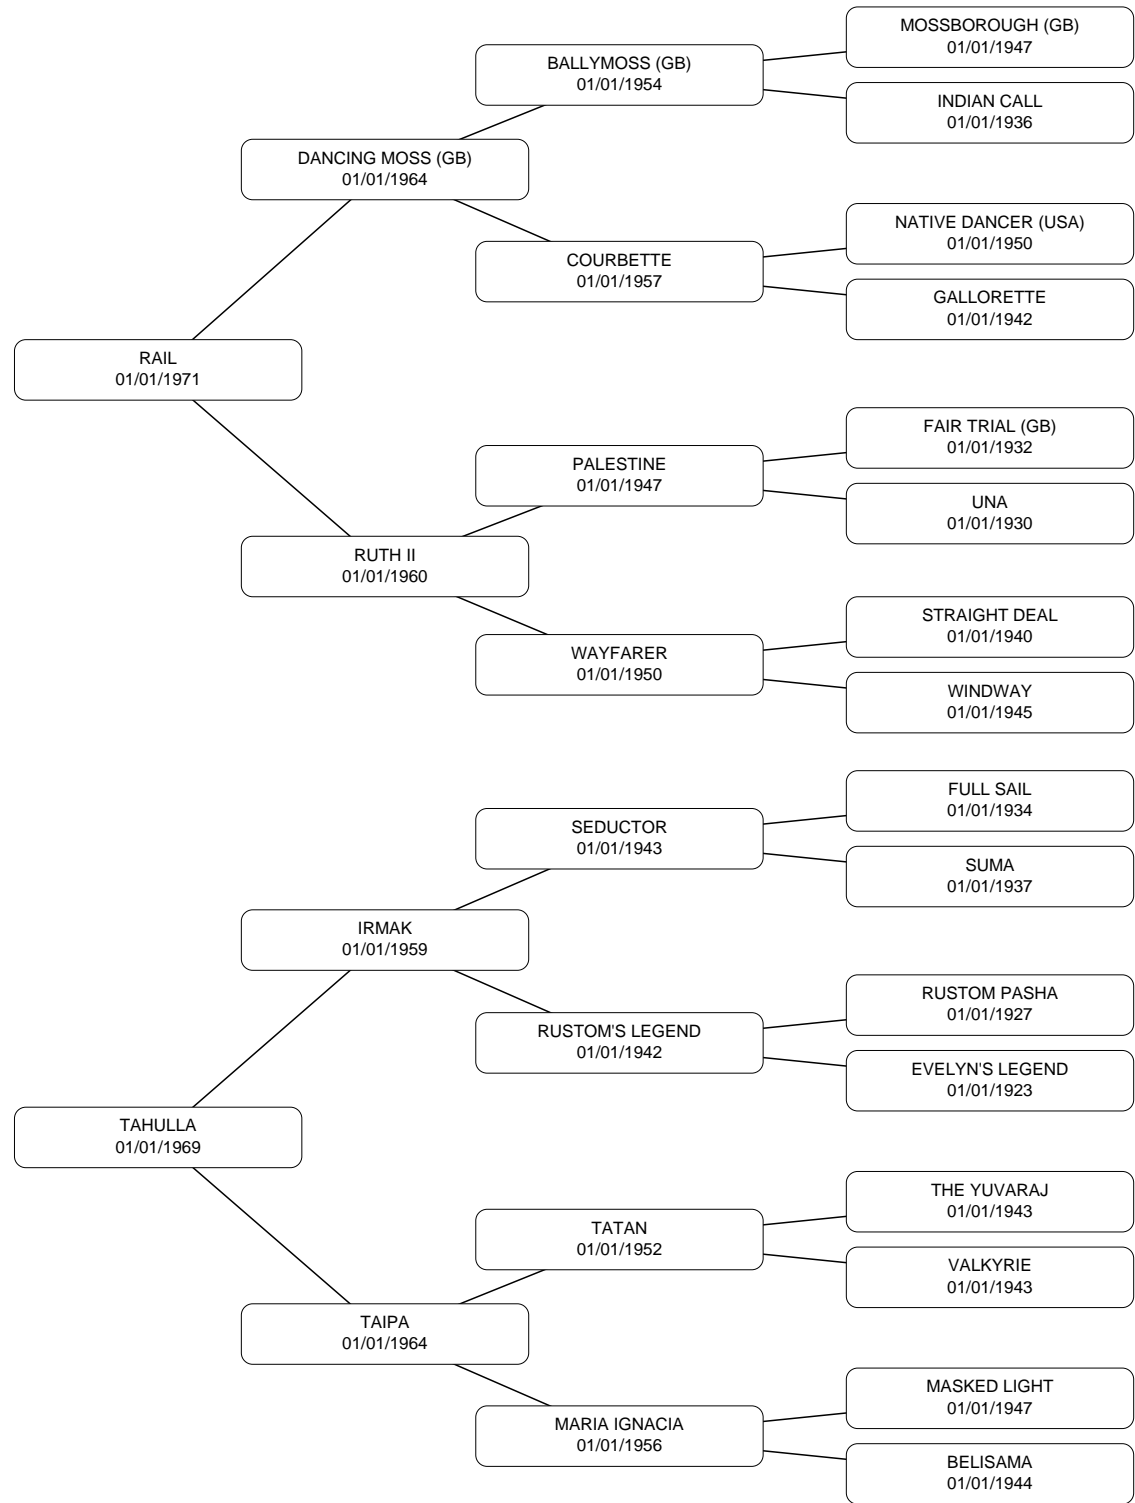 MOSSBOROUGH (GB)
01/01/1947
BALLYMOSS (GB)
01/01/1954
INDIAN CALL
01/01/1936
DANCING MOSS (GB)
01/01/1964
NATIVE DANCER (USA)
01/01/1950
COURBETTE
01/01/1957
GALLORETTE
01/01/1942
RAIL
01/01/1971
FAIR TRIAL (GB)
01/01/1932
PALESTINE
01/01/1947
UNA
01/01/1930
RUTH II
01/01/1960
STRAIGHT DEAL
01/01/1940
WAYFARER
01/01/1950
WINDWAY
01/01/1945
FULL SAIL
01/01/1934
SEDUCTOR
01/01/1943
SUMA
01/01/1937
IRMAK
01/01/1959
RUSTOM PASHA
01/01/1927
RUSTOM'S LEGEND
01/01/1942
EVELYN'S LEGEND
01/01/1923
TAHULLA
01/01/1969
THE YUVARAJ
01/01/1943
TATAN
01/01/1952
VALKYRIE
01/01/1943
TAIPA
01/01/1964
MASKED LIGHT
01/01/1947
MARIA IGNACIA
01/01/1956
BELISAMA
01/01/1944